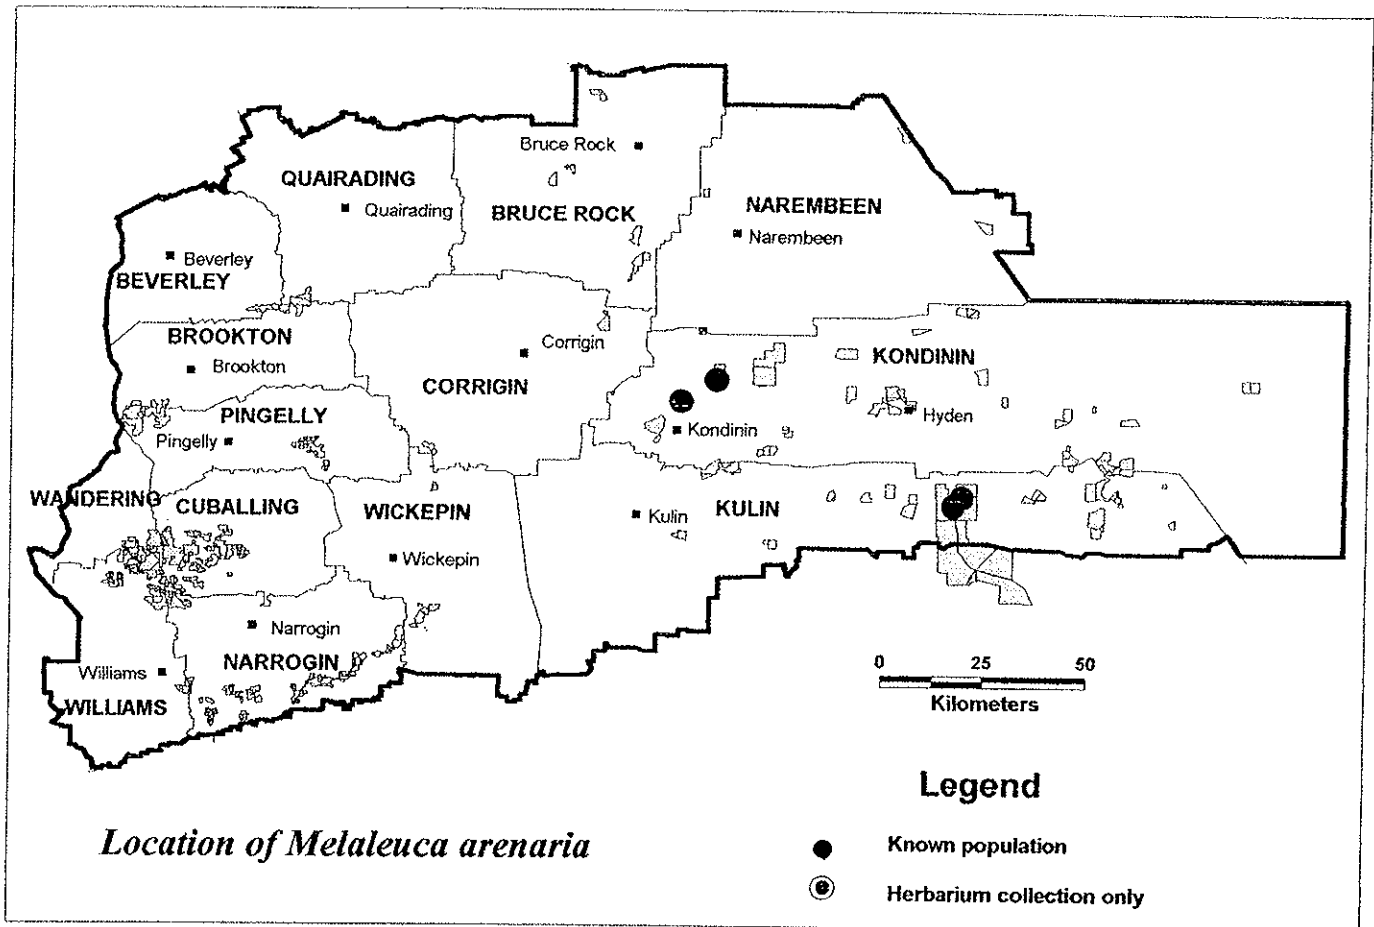 Bruce Rock
QUAIRADING
Quairading
BRUCE ROCK
NAREMBEEN
Narembeen
Beverley
BEVERLEY
BROOKTON
Brookton
Corrigin
CORRIGIN
KONDININ
Hyden
PINGELLY
Pingelly
Kondinin
WANDERING
CUBALLING
WICKEPIN
Kulin
KULIN
Wickepin
Narrogin
NARROGIN
Williams
WILLIAMS
0 25 50
Kilometers
Legend
Location of Melaleuca arenaria
Known population
Herbarium collection only